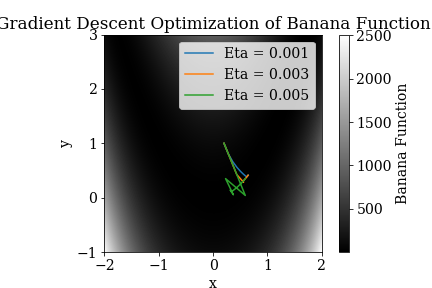 Gradient Descent Optimization of Banana Function
Eta = 0.001
Eta = 0.003
Eta = 0.005
3
2
1
0
−1
−2
−1
0
1
2
x
y
2500
2000
1500
1000
500
Banana Function